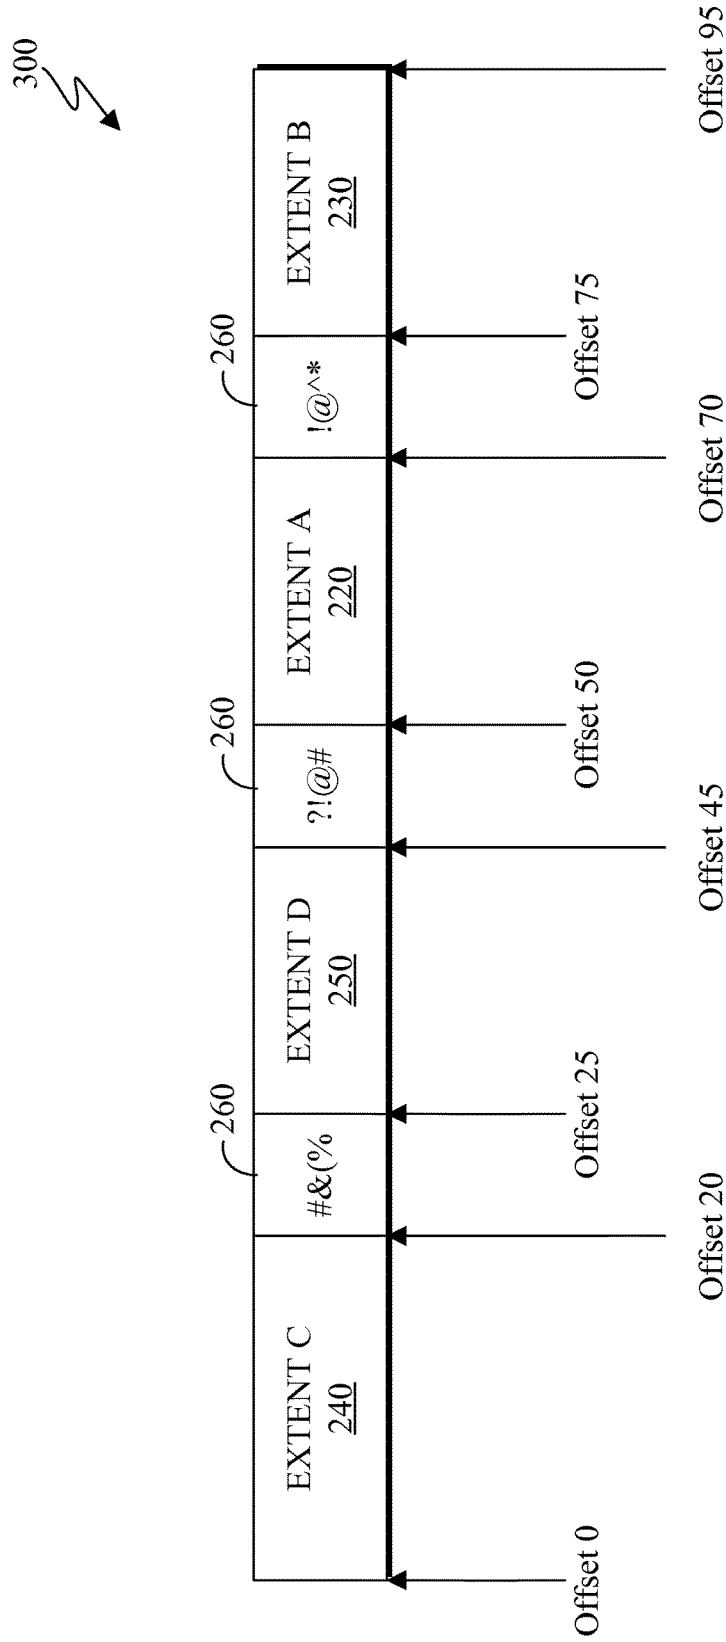 300
260
260
260
EXTENT C
240
#&(%
EXTENT D
250
?!@#
EXTENT A
220
!@^*
EXTENT B
230
Offset 0
Offset 25
Offset 50
Offset 75
Offset 20
Offset 45
Offset 70
Offset 95